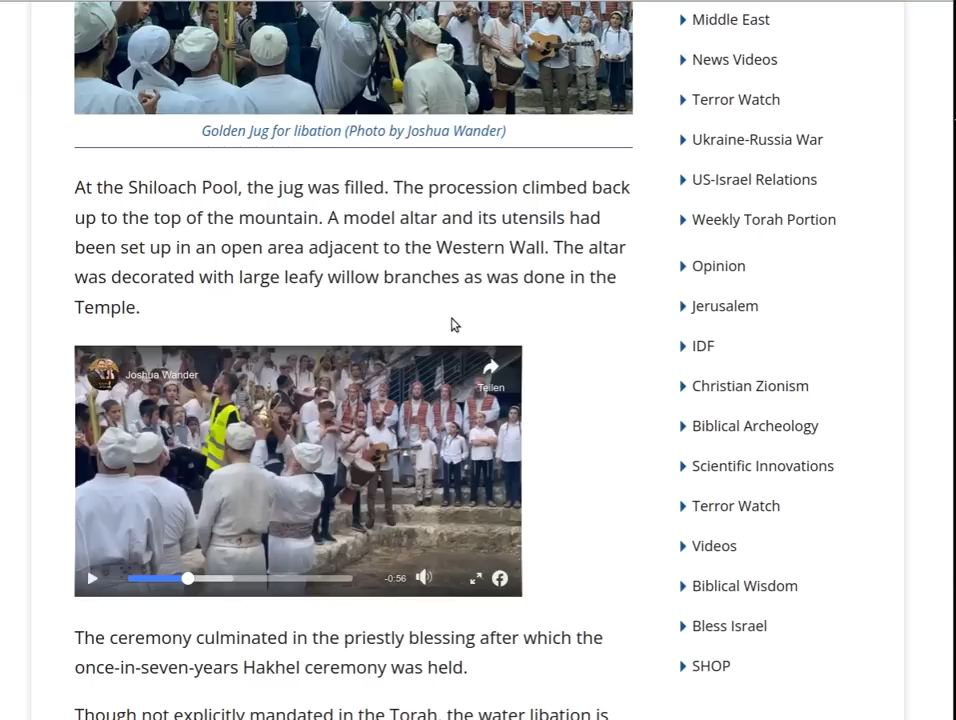 Golden Jug for libation (Photo by Joshua Wander)
At the Shiloach Pool, the jug was filled. The procession climbed back
up to the top of the mountain. A model altar and its utensils had
been set up in an open area adjacent to the Western Wall. The altar
was decorated with large leafy willow branches as was done in the
Temple.
Joshua Wander
Teilen
-0:56
The ceremony culminated in the priestly blessing after which the
once-in-seven-years Hakhel ceremony was held.
Though not explicitly mandated in the Torah, the water libation is
Middle East
News Videos
Terror Watch
Ukraine-Russia War
US-Israel Relations
Weekly Torah Portion
Opinion
Jerusalem
IDF
Christian Zionism
Biblical Archeology
Scientific Innovations
Terror Watch
Videos
Biblical Wisdom
Bless Israel
SHOP